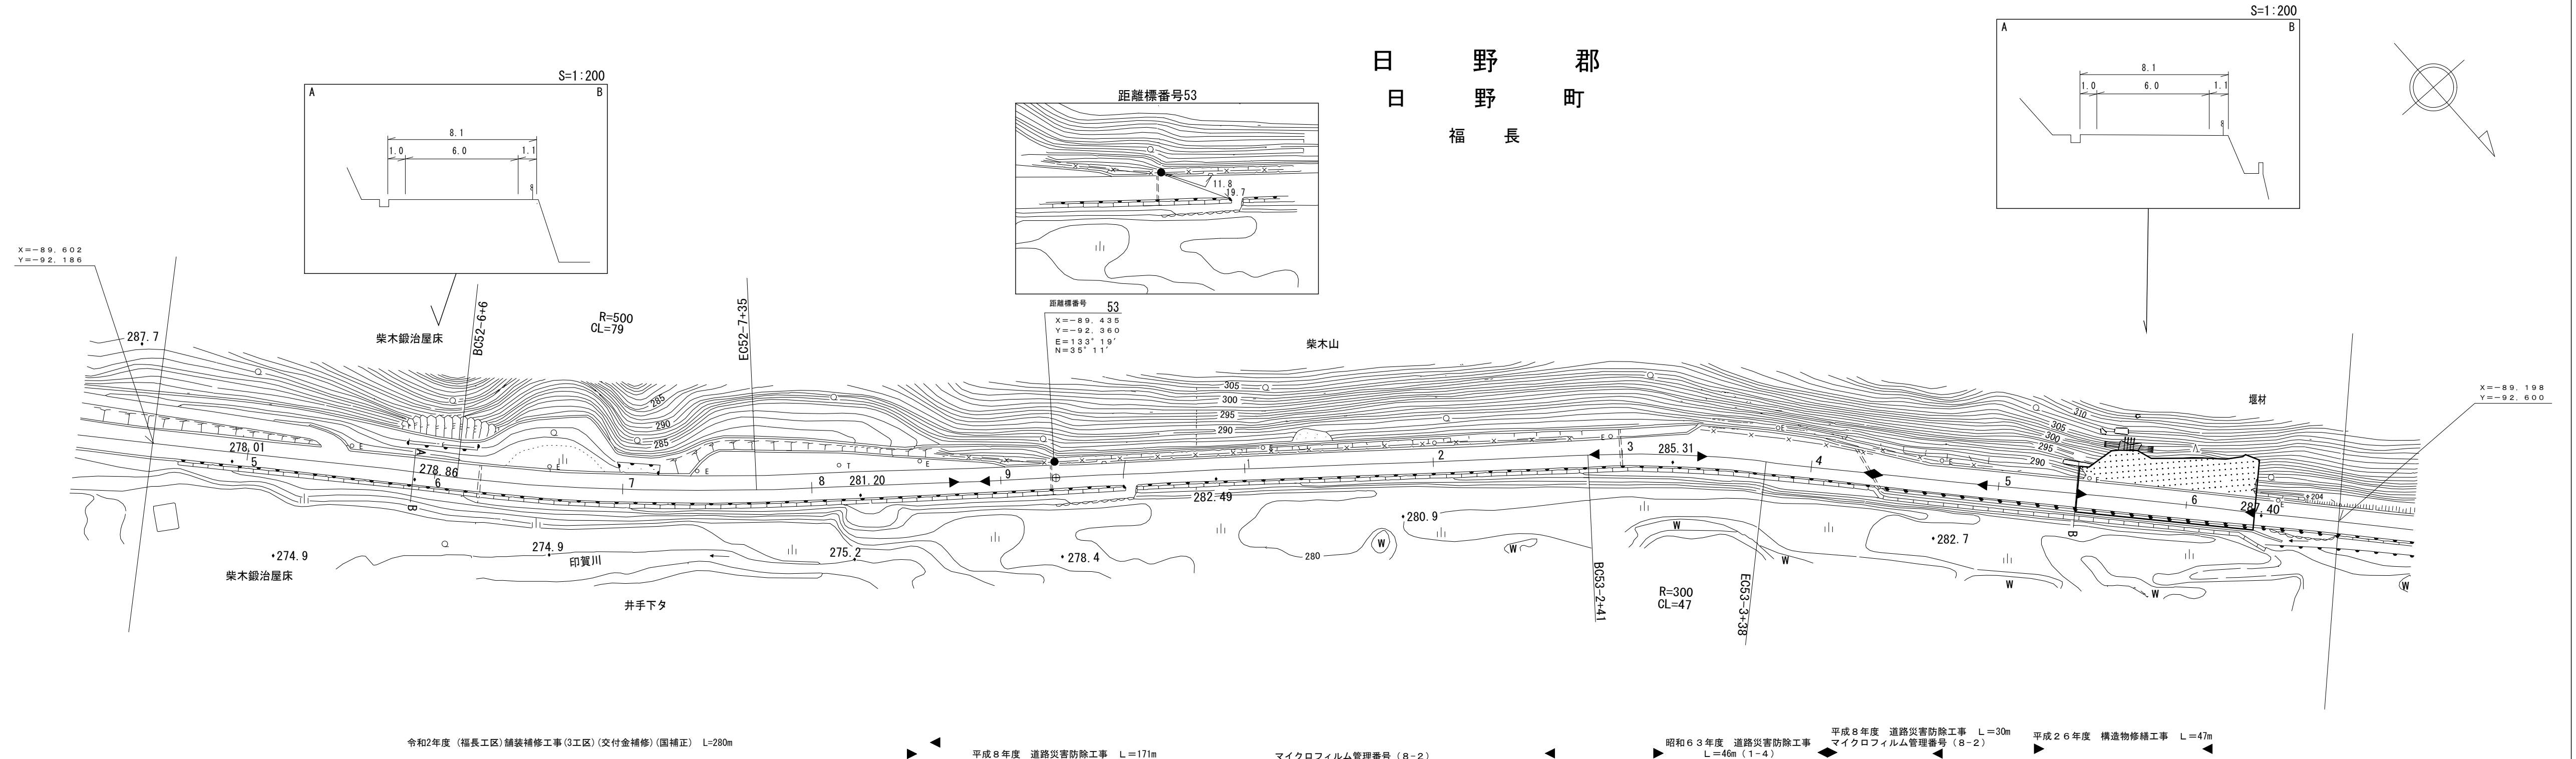 S=1:200
A
B
8.1
1.0
6.0
1.1
距離標番号53
11.8
19.7
日野郡
日野町
福長
S=1:200
A
B
8.1
1.0
6.0
1.1
X=-89,602
Y=-92,186
287.7
柴木鍛治屋床
BC52-6+6
R=500
CL=79
EC52-7+35
距離標番号 53
X=-89,435
Y=-92,360
E=133°19′
N=35°11′
柴木山
堰材
X=-89,198
Y=-92,600
285
290
285
305
300
295
290
310
305
300
295
290
278.01
5
A
278.86
6
B
E
E
7
E
T
E
8
281.20
9
E
282.49
2
E
3
285.31
E
4
E
5
E
6
287.40
E
204
B
274.9
柴木鍛治屋床
274.9
印賀川
井手下タ
275.2
278.4
280
280.9
W
W
W
W
W
W
W
282.7
BC53-2+41
R=300
CL=47
EC53-3+38
令和2年度 (福長工区)舗装補修工事(3工区)(交付金補修)(国補正) L=280m
平成8年度 道路災害防除工事 L=171m
マイクロフィルム管理番号(8-2)
昭和63年度 道路災害防除工事
L=46m(1-4)
平成8年度 道路災害防除工事 L=30m
マイクロフィルム管理番号(8-2)
平成26年度 構造物修繕工事 L=47m